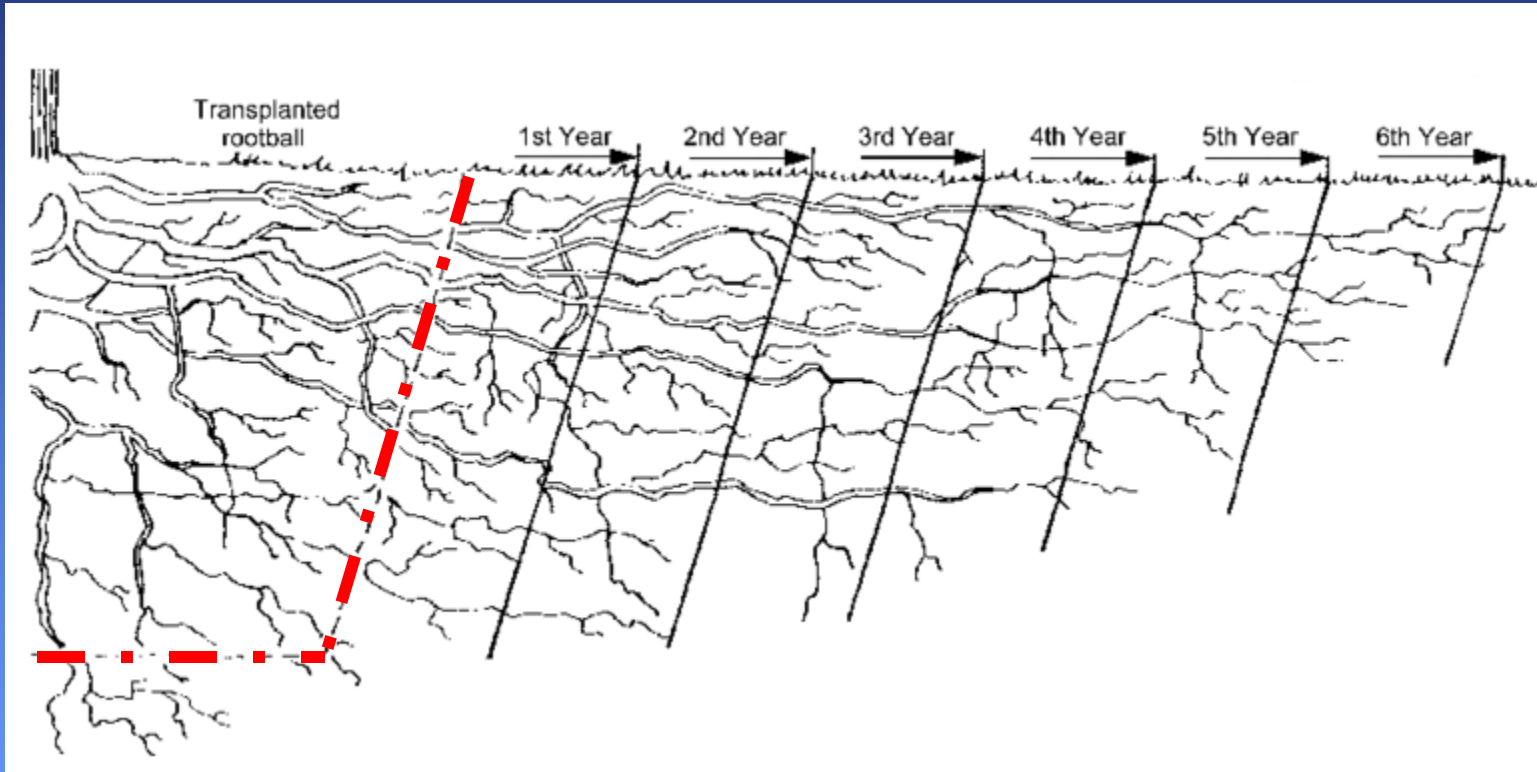 Transplanted
rootball
1st Year
2nd Year
3rd Year
4th Year
5th Year
6th Year